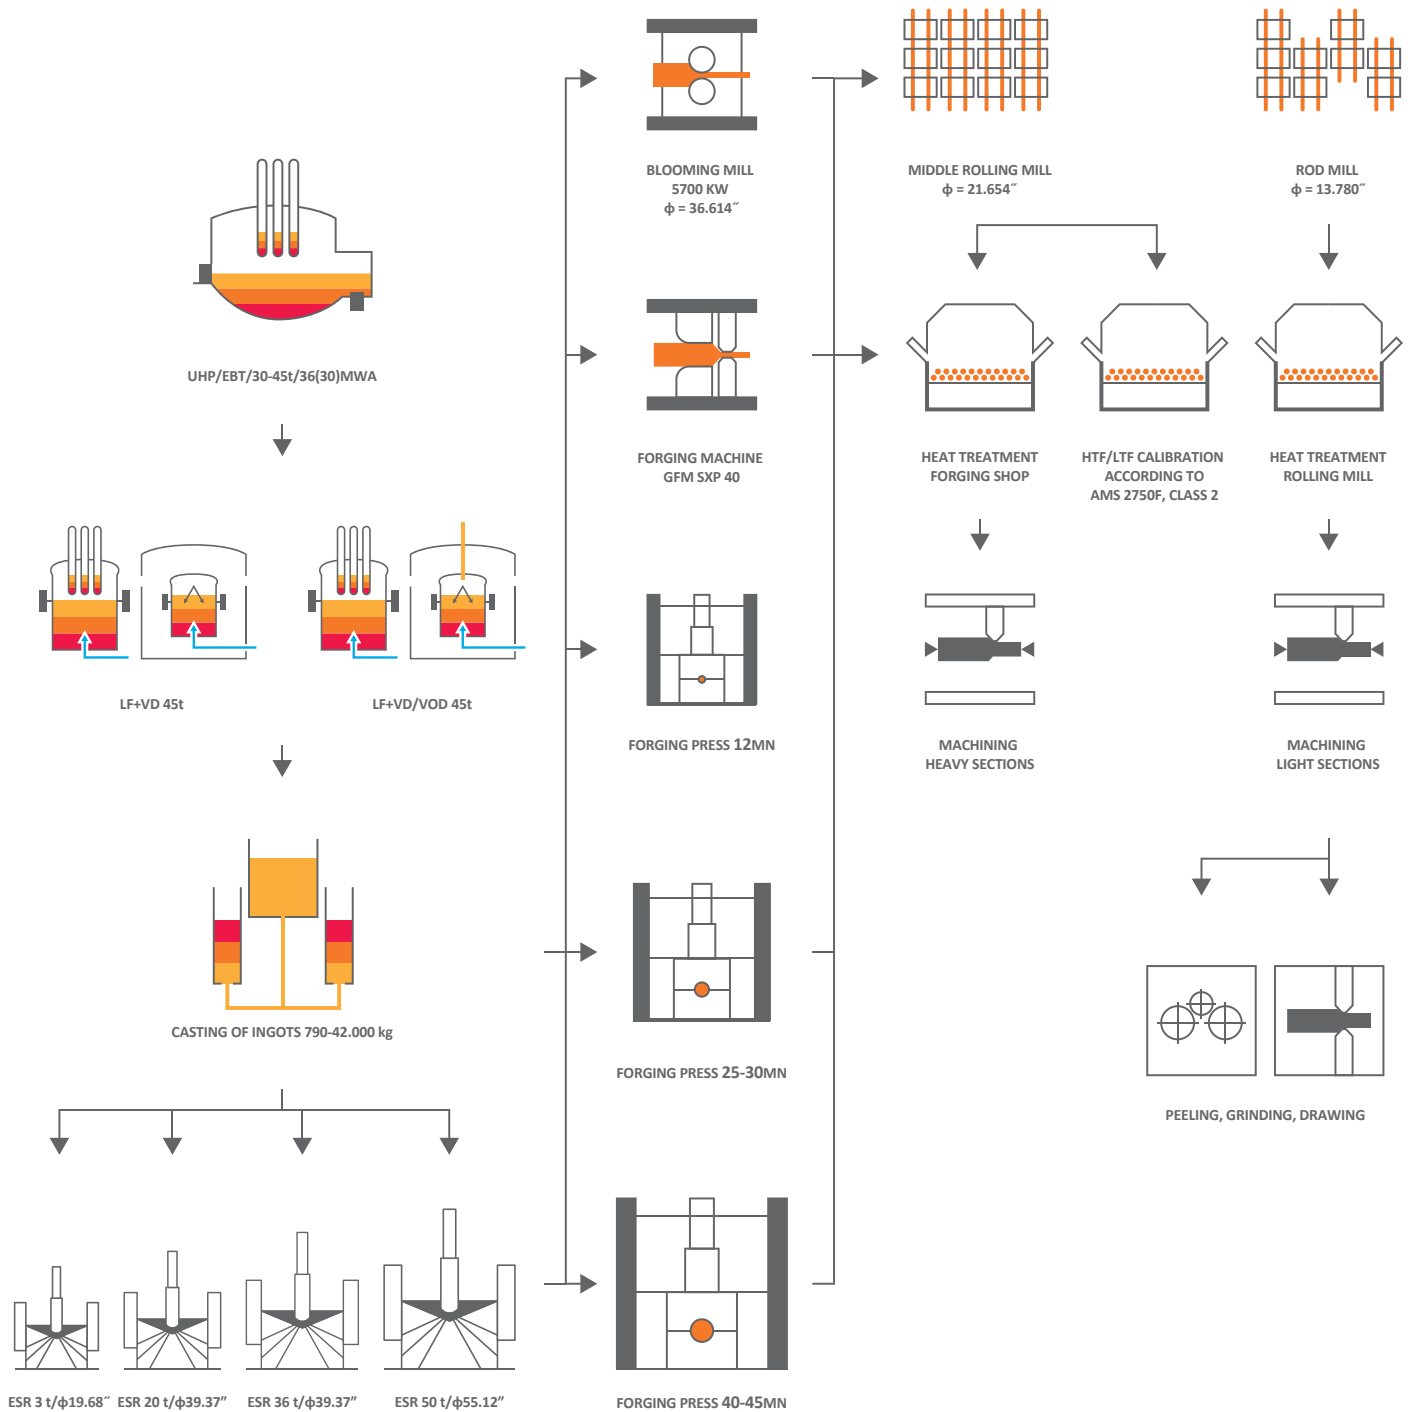 BLOOMING MILL
5700 KW
ϕ = 36.614˝
MIDDLE ROLLING MILL
ϕ = 21.654˝
ROD MILL
ϕ = 13.780˝
UHP/EBT/30-45t/36(30)MWA
FORGING MACHINE
GFM SXP 40
HEAT TREATMENT
FORGING SHOP
HTF/LTF CALIBRATION
ACCORDING TO
AMS 2750F, CLASS 2
HEAT TREATMENT
ROLLING MILL
LF+VD 45t
LF+VD/VOD 45t
FORGING PRESS 12MN
MACHINING
HEAVY SECTIONS
MACHINING
LIGHT SECTIONS
CASTING OF INGOTS 790-42.000 kg
FORGING PRESS 25-30MN
PEELING, GRINDING, DRAWING
ESR 3 t/ϕ19.68˝
ESR 20 t/ϕ39.37”
ESR 36 t/ϕ39.37”
ESR 50 t/ϕ55.12”
FORGING PRESS 40-45MN